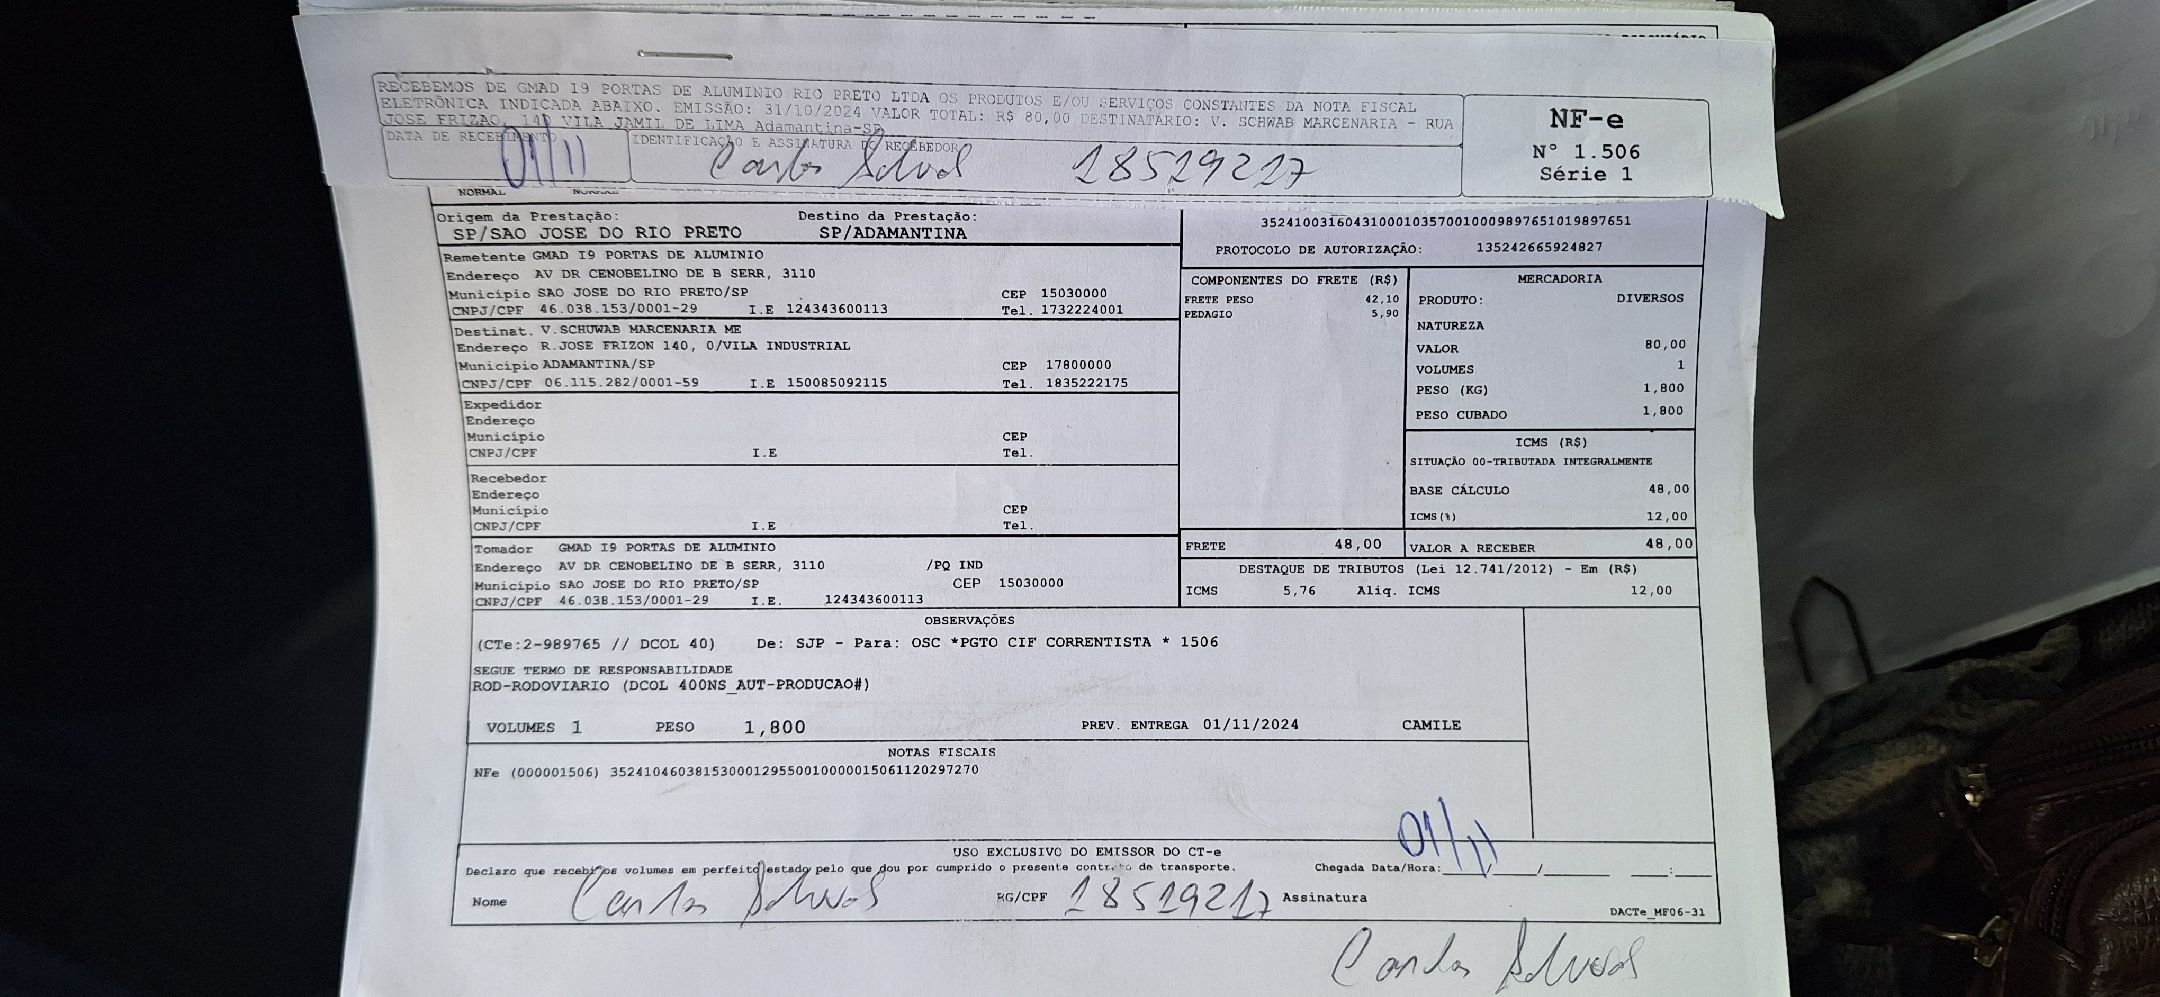 RECEBEMOS DE GMAD I9 PORTAS DE ALUMINIO RIO PRETO LTDA OS PRODUTOS E/OU SERVIÇOS CONSTANTES DA NOTA FISCAL
ELETRÔNICA INDICADA ABAIXO. EMISSÃO: 31/10/2024 VALOR TOTAL: R$ 80,00 DESTINATARIO: V. SCHWAB MARCENARIA - RUA
JOSE FRIZAO, 140 VILA JAMIL DE LIMA Adamantina-SP
NF-e
Nº 1.506
Série 1
DATA DE RECEBIMENTO
IDENTIFICAÇÃO E ASSINATURA DO RECEBEDOR
01/11 Carlos 18519217
NORMAL NORMAL
Origem da Prestação: Destino da Prestação:
SP/SAO JOSE DO RIO PRETO SP/ADAMANTINA
35241003160431000103570010009897651019897651
PROTOCOLO DE AUTORIZAÇÃO: 135242665924827
Remetente GMAD I9 PORTAS DE ALUMINIO
Endereço AV DR CENOBELINO DE B SERR, 3110
Município SAO JOSE DO RIO PRETO/SP CEP 15030000
CNPJ/CPF 46.038.153/0001-29 I.E 124343600113 Tel. 1732224001
Destinat. V.SCHUWAB MARCENARIA ME
Endereço R.JOSE FRIZON 140, 0/VILA INDUSTRIAL
Município ADAMANTINA/SP CEP 17800000
CNPJ/CPF 06.115.282/0001-59 I.E 150085092115 Tel. 1835222175
Expedidor
Endereço
Município CEP
CNPJ/CPF I.E Tel.
Recebedor
Endereço
Município CEP
CNPJ/CPF I.E Tel.
Tomador GMAD I9 PORTAS DE ALUMINIO
Endereço AV DR CENOBELINO DE B SERR, 3110 /PQ IND
Município SAO JOSE DO RIO PRETO/SP CEP 15030000
CNPJ/CPF 46.038.153/0001-29 I.E. 124343600113
COMPONENTES DO FRETE (R$)
FRETE PESO 42,10
PEDAGIO 5,90
FRETE 48,00
MERCADORIA
PRODUTO: DIVERSOS
NATUREZA
VALOR 80,00
VOLUMES 1
PESO (KG) 1,800
PESO CUBADO 1,800
ICMS (R$)
SITUAÇÃO 00-TRIBUTADA INTEGRALMENTE
BASE CÁLCULO 48,00
ICMS(%) 12,00
VALOR A RECEBER 48,00
DESTAQUE DE TRIBUTOS (Lei 12.741/2012) - Em (R$)
ICMS 5,76 Aliq. ICMS 12,00
OBSERVAÇÕES
(CTe:2-989765 // DCOL 40) De: SJP - Para: OSC *PGTO CIF CORRENTISTA * 1506
SEGUE TERMO DE RESPONSABILIDADE
ROD-RODOVIARIO (DCOL 400NS_AUT-PRODUCAO#)
VOLUMES 1 PESO 1,800 PREV. ENTREGA 01/11/2024 CAMILE
NOTAS FISCAIS
NFe (000001506) 35241046038153000129550010000015061120297270
USO EXCLUSIVO DO EMISSOR DO CT-e
Declaro que recebi os volumes em perfeito estado pelo que dou por cumprido o presente contrato de transporte. Chegada Data/Hora: 01/11
Nome Carlos RG/CPF 18519217 Assinatura
DACTe_MF06-31
Carlos